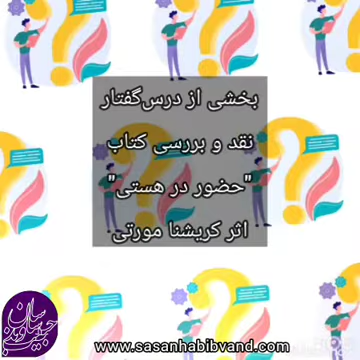 بخشی از درس‌گفتار
نقد و بررسی کتاب
"حضور در هستی"
اثر کریشنا مورتی
www.sasanhabibvand.com